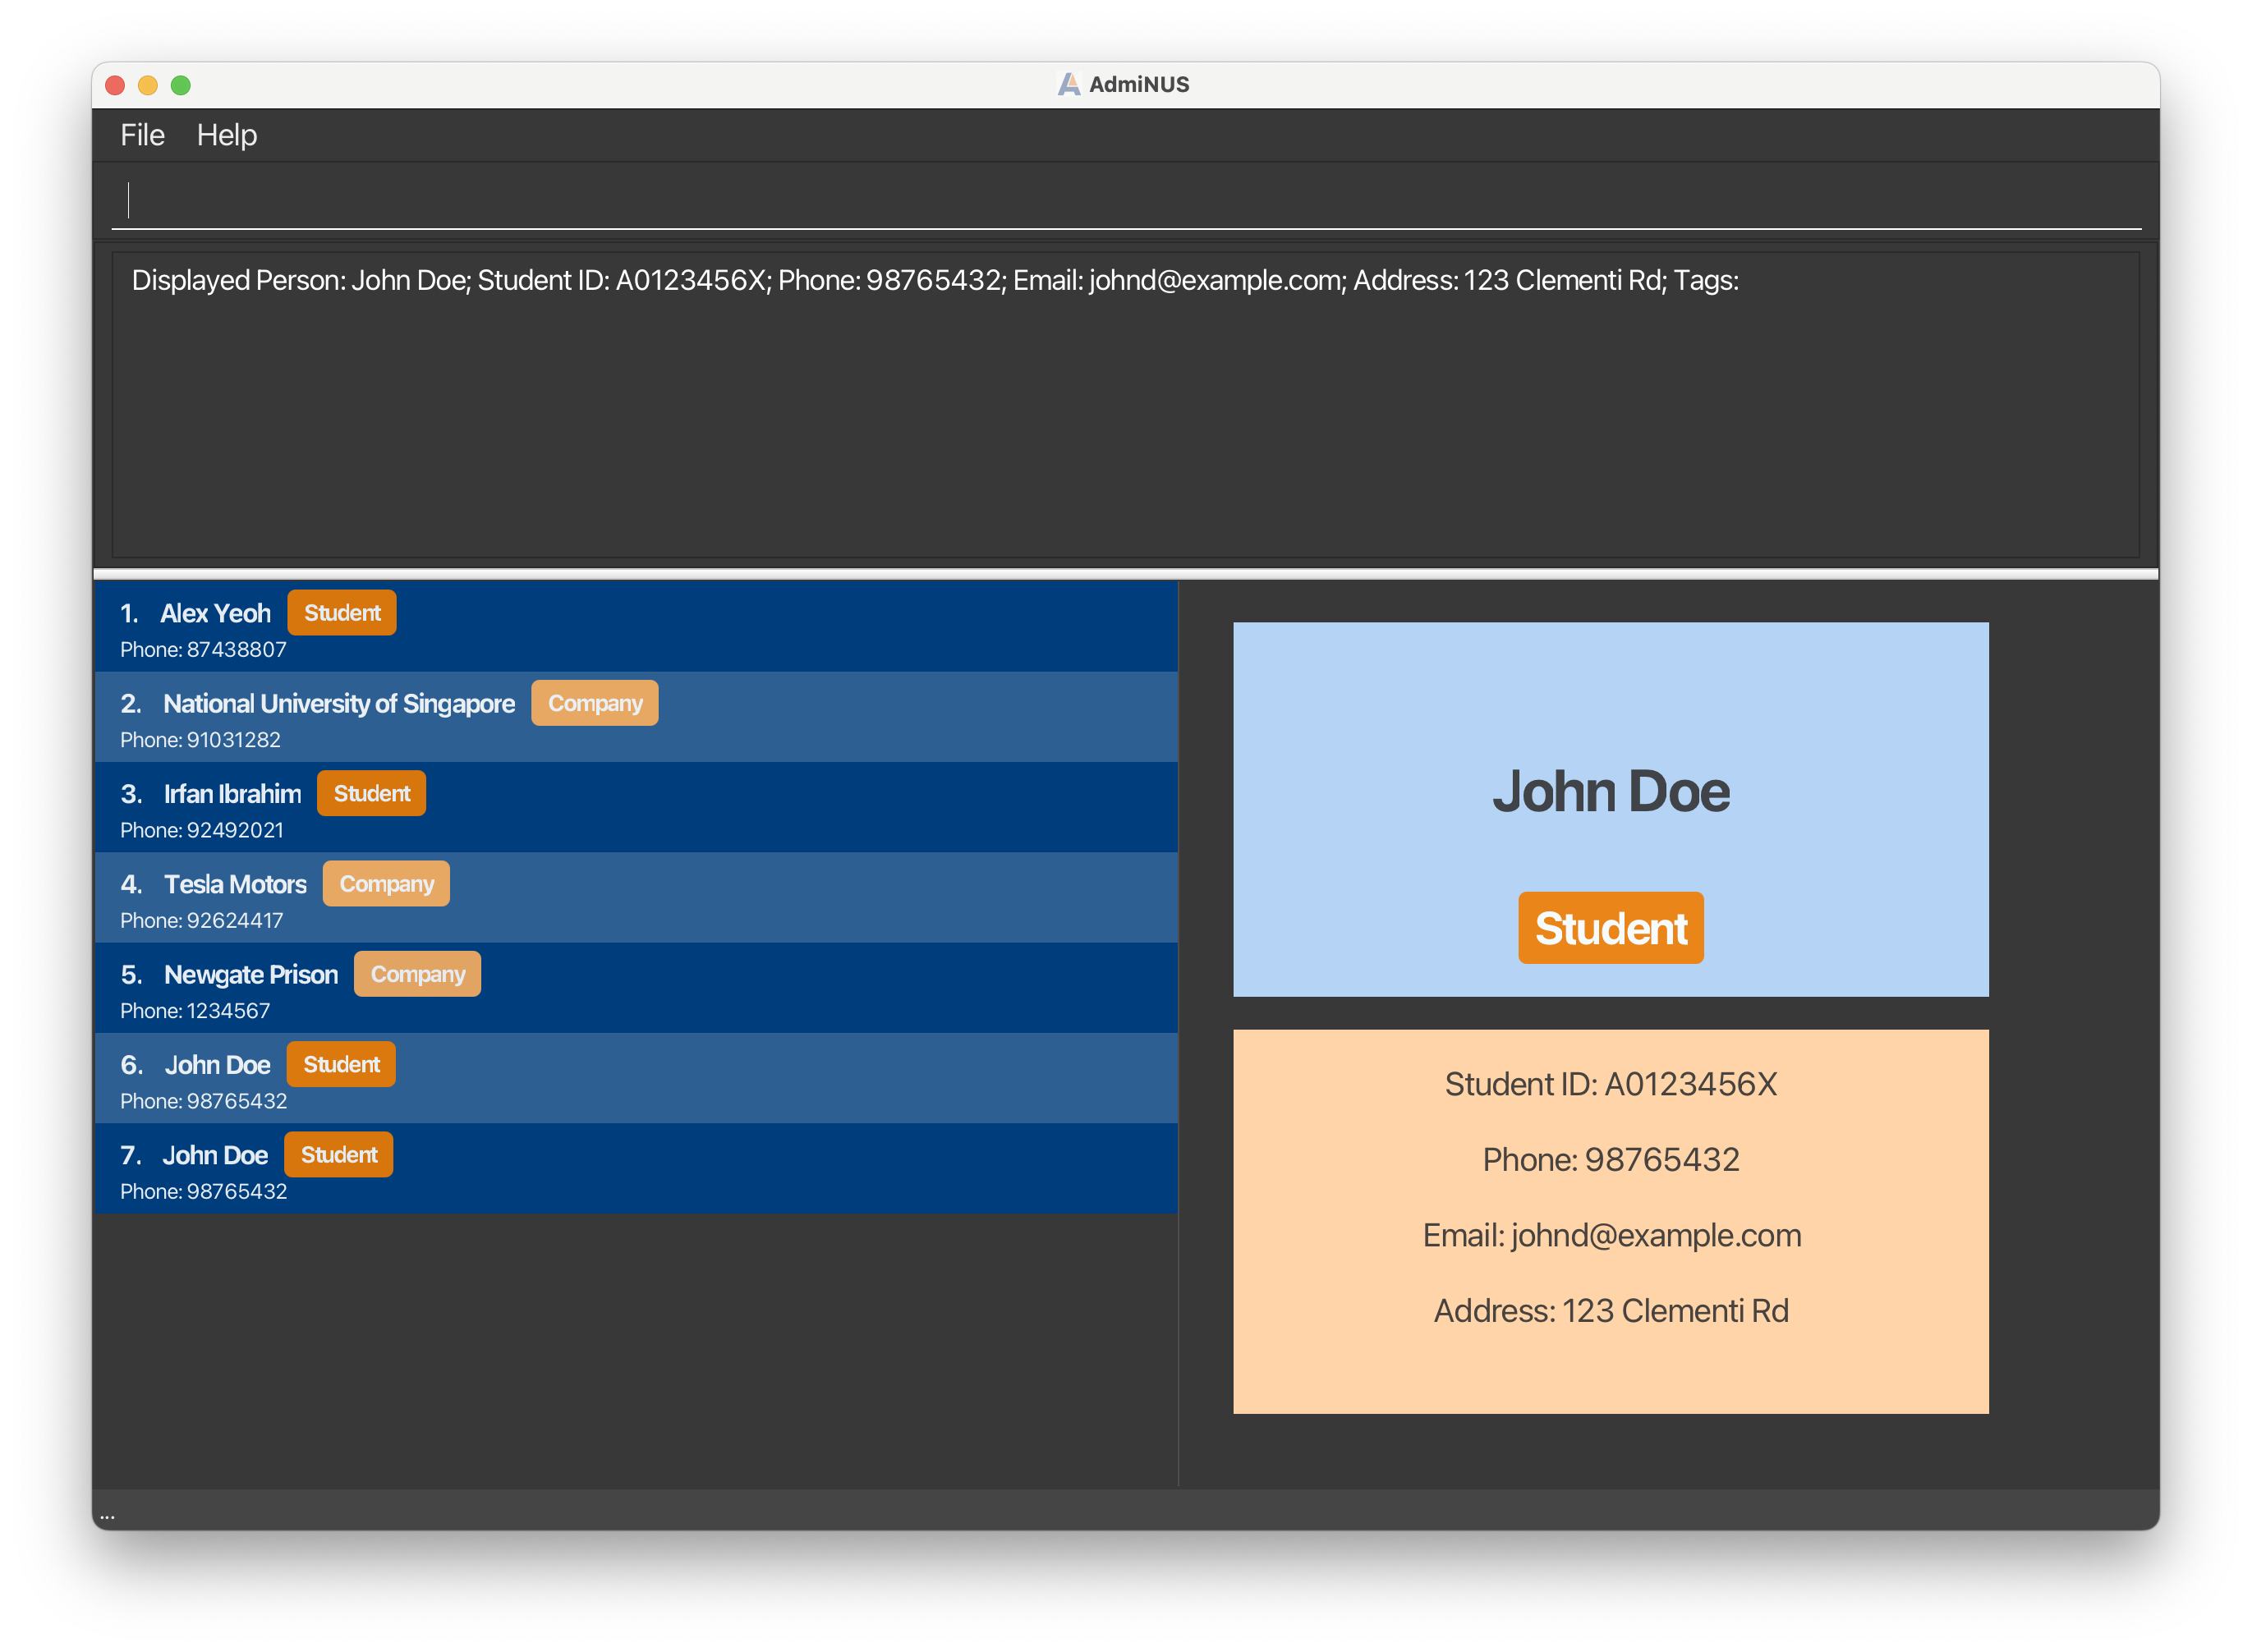 AdmiNUS
File Help
Displayed Person: John Doe; Student ID: A0123456X; Phone: 98765432; Email: johnd@example.com; Address: 123 Clementi Rd; Tags:
1. Alex Yeoh Student
Phone: 87438807
2. National University of Singapore Company
Phone: 91031282
3. Irfan Ibrahim Student
Phone: 92492021
4. Tesla Motors Company
Phone: 92624417
5. Newgate Prison Company
Phone: 1234567
6. John Doe Student
Phone: 98765432
7. John Doe Student
Phone: 98765432
John Doe
Student
Student ID: A0123456X
Phone: 98765432
Email: johnd@example.com
Address: 123 Clementi Rd
...